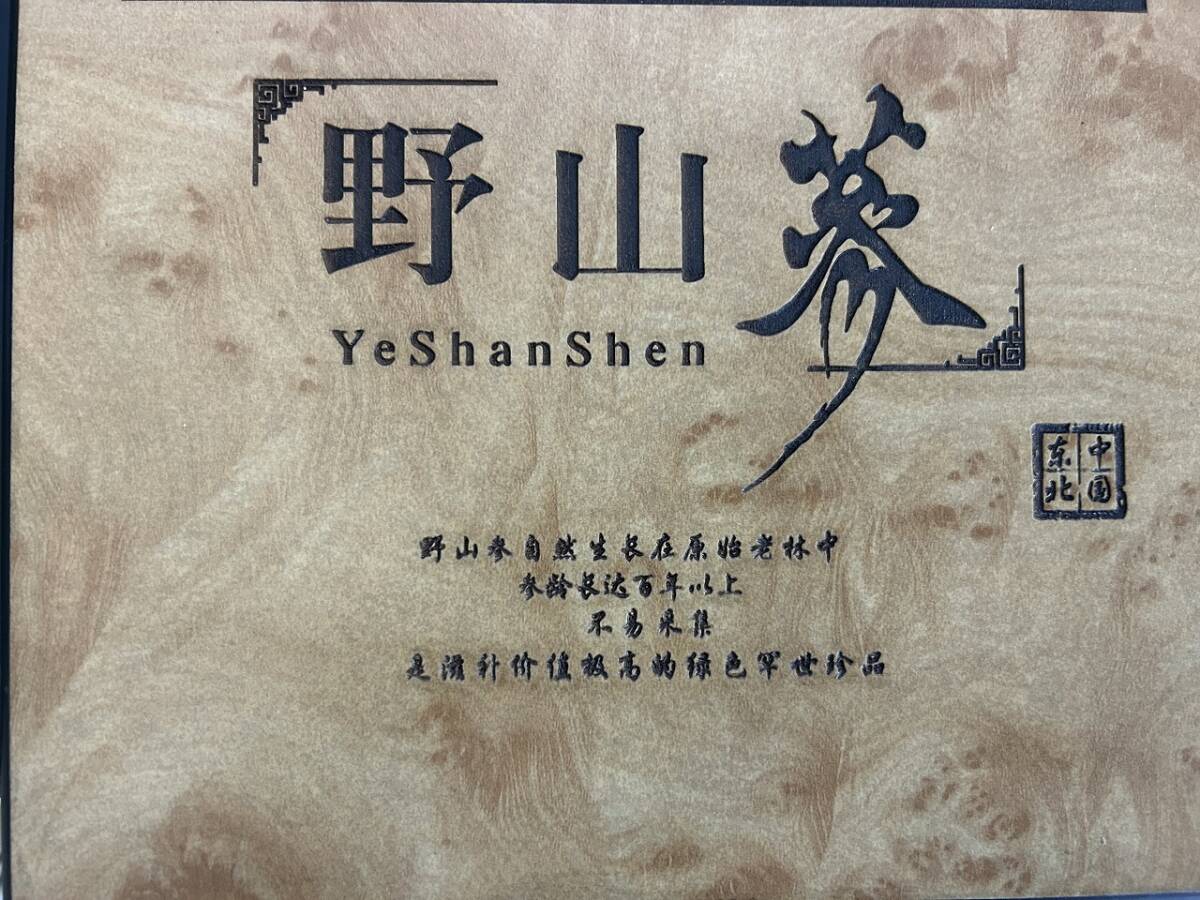 野山蔘
YeShanShen
中国
东北
野山参自然生长在原始老林中
参龄长达百年以上
不易采集
是滋补价值极高的绿色罕世珍品